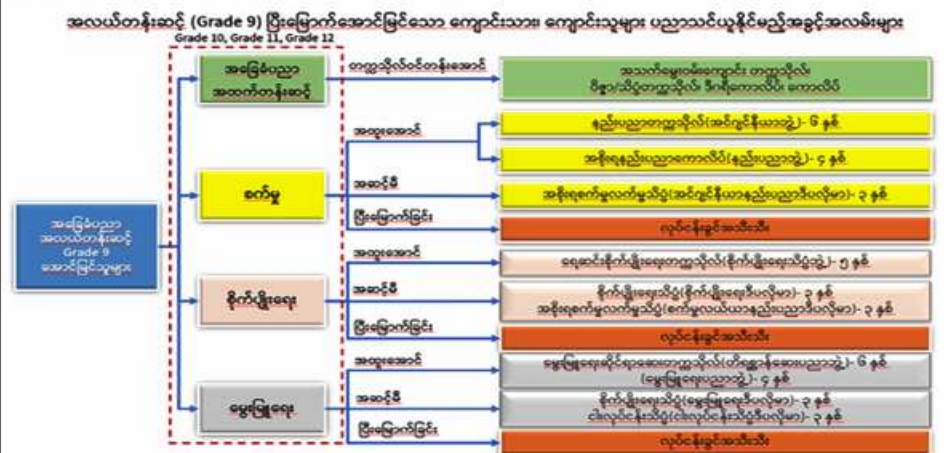 အလယ်တန်းဆင့် (Grade 9) ပြီးမြောက်အောင်မြင်သော ကျောင်းသား၊ ကျောင်းသူများ ပညာသင်ယူနိုင်မည့်အခွင့်အလမ်းများ
Grade 10, Grade 11, Grade 12
အခြေခံပညာ
အထက်တန်းဆင့်
တက္ကသိုလ်ဝင်တန်းအောင်
အသက်မွေးဝမ်းကျောင်း တက္ကသိုလ်၊
ဝိဇ္ဇာ/သိပ္ပံတက္ကသိုလ်၊ ဒီဂရီကောလိပ်၊ ကောလိပ်
စက်မှု
အထူးအောင်
နည်းပညာတက္ကသိုလ်(အင်ဂျင်နီယာဘွဲ့)- ၆ နှစ်
အစိုးရနည်းပညာကောလိပ်(နည်းပညာဘွဲ့)- ၄ နှစ်
အဆင့်မီ
အစိုးရစက်မှုလက်မှုသိပ္ပံ(အင်ဂျင်နီယာနည်းပညာဒီပလိုမာ)- ၃ နှစ်
ပြီးမြောက်ခြင်း
လုပ်ငန်းခွင်အသီးသီး
အခြေခံပညာ
အလယ်တန်းဆင့်
Grade 9
အောင်မြင်သူများ
စိုက်ပျိုးရေး
အထူးအောင်
ရေဆင်းစိုက်ပျိုးရေးတက္ကသိုလ်(စိုက်ပျိုးရေးသိပ္ပံဘွဲ့)- ၅ နှစ်
အဆင့်မီ
စိုက်ပျိုးရေးသိပ္ပံ(စိုက်ပျိုးရေးဒီပလိုမာ)- ၃ နှစ်
အစိုးရစက်မှုလက်မှုသိပ္ပံ(စက်မှုလယ်ယာနည်းပညာဒီပလိုမာ)- ၃ နှစ်
ပြီးမြောက်ခြင်း
လုပ်ငန်းခွင်အသီးသီး
မွေးမြူရေး
အထူးအောင်
မွေးမြူရေးဆိုင်ရာဆေးတက္ကသိုလ်(တိရစ္ဆာန်ဆေးပညာဘွဲ့)- ၆ နှစ်
(မွေးမြူရေးပညာဘွဲ့)- ၄ နှစ်
အဆင့်မီ
စိုက်ပျိုးရေးသိပ္ပံ(မွေးမြူရေးဒီပလိုမာ)- ၃ နှစ်
ငါးလုပ်ငန်းသိပ္ပံ(ငါးလုပ်ငန်းသိပ္ပံဒီပလိုမာ)- ၃ နှစ်
ပြီးမြောက်ခြင်း
လုပ်ငန်းခွင်အသီးသီး